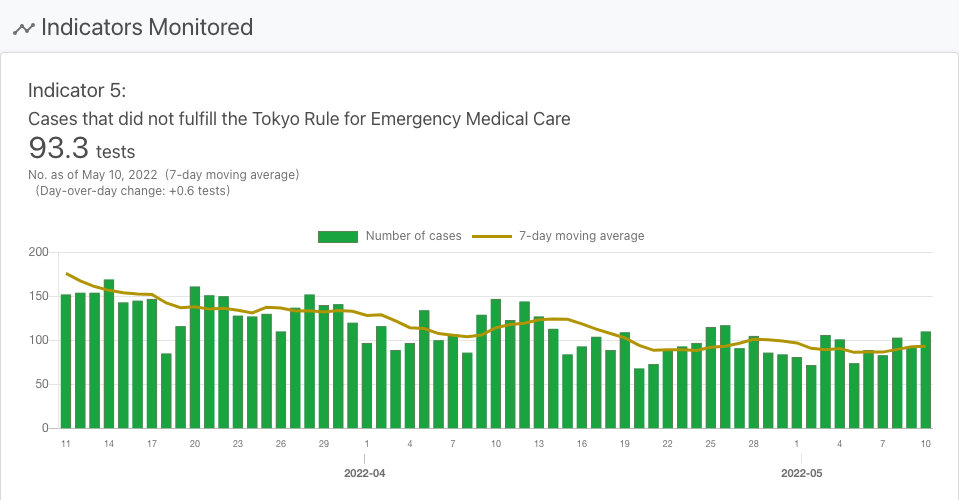 Indicators Monitored
Indicator 5:
Cases that did not fulfill the Tokyo Rule for Emergency Medical Care
93.3 tests
No. as of May 10, 2022 (7-day moving average)
(Day-over-day change: +0.6 tests)
Number of cases 7-day moving average
200
150
100
50
0
11 14 17 20 23 26 29 1 4 7 10 13 16 19 22 25 28 1 4 7 10
2022-04 2022-05